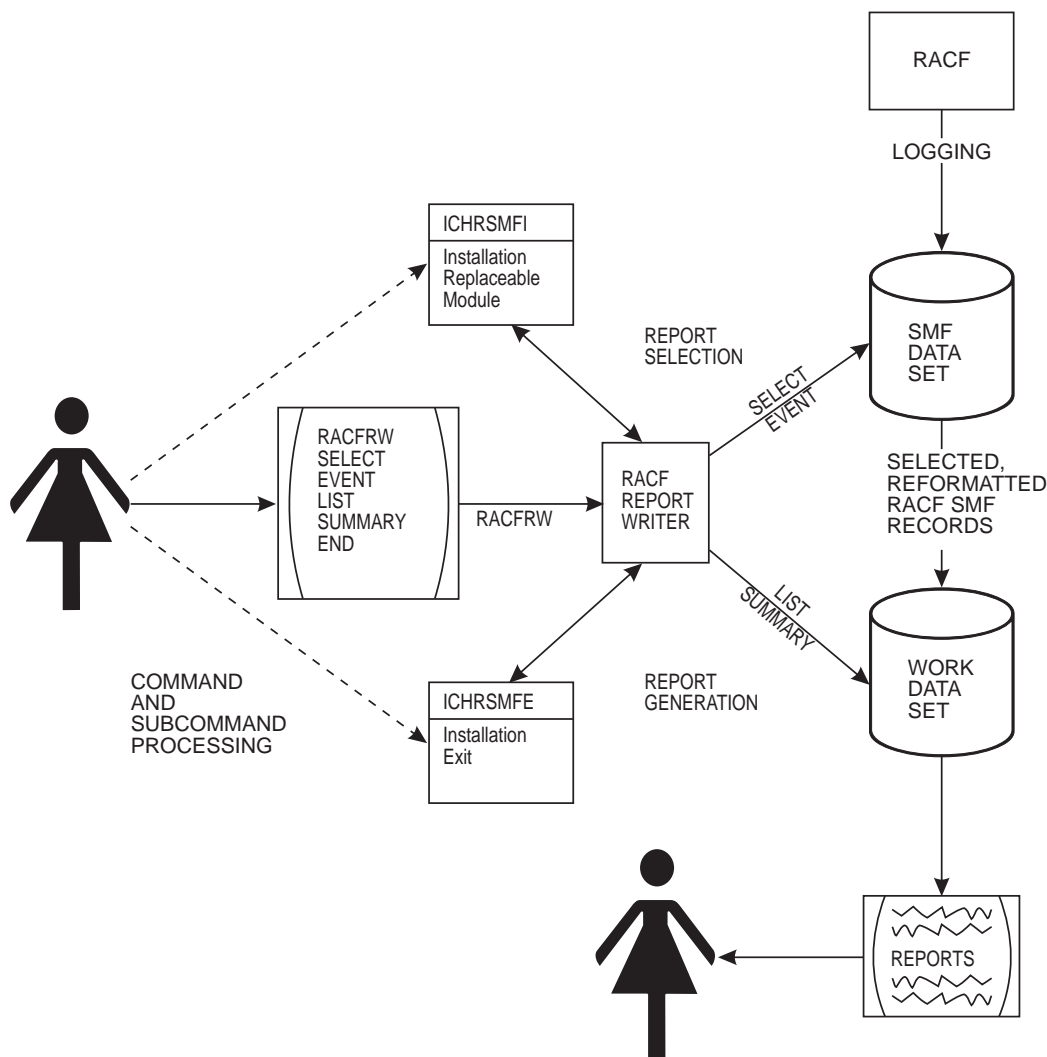 RACF
LOGGING
ICHRSMFI
Installation
Replaceable
Module
REPORT
SELECTION
SELECT
EVENT
SMF
DATA
SET
RACFRW
SELECT
EVENT
LIST
SUMMARY
END
RACFRW
RACF
REPORT
WRITER
SELECTED,
REFORMATTED
RACF SMF
RECORDS
LIST
SUMMARY
COMMAND
AND
SUBCOMMAND
PROCESSING
ICHRSMFE
Installation
Exit
REPORT
GENERATION
WORK
DATA
SET
REPORTS